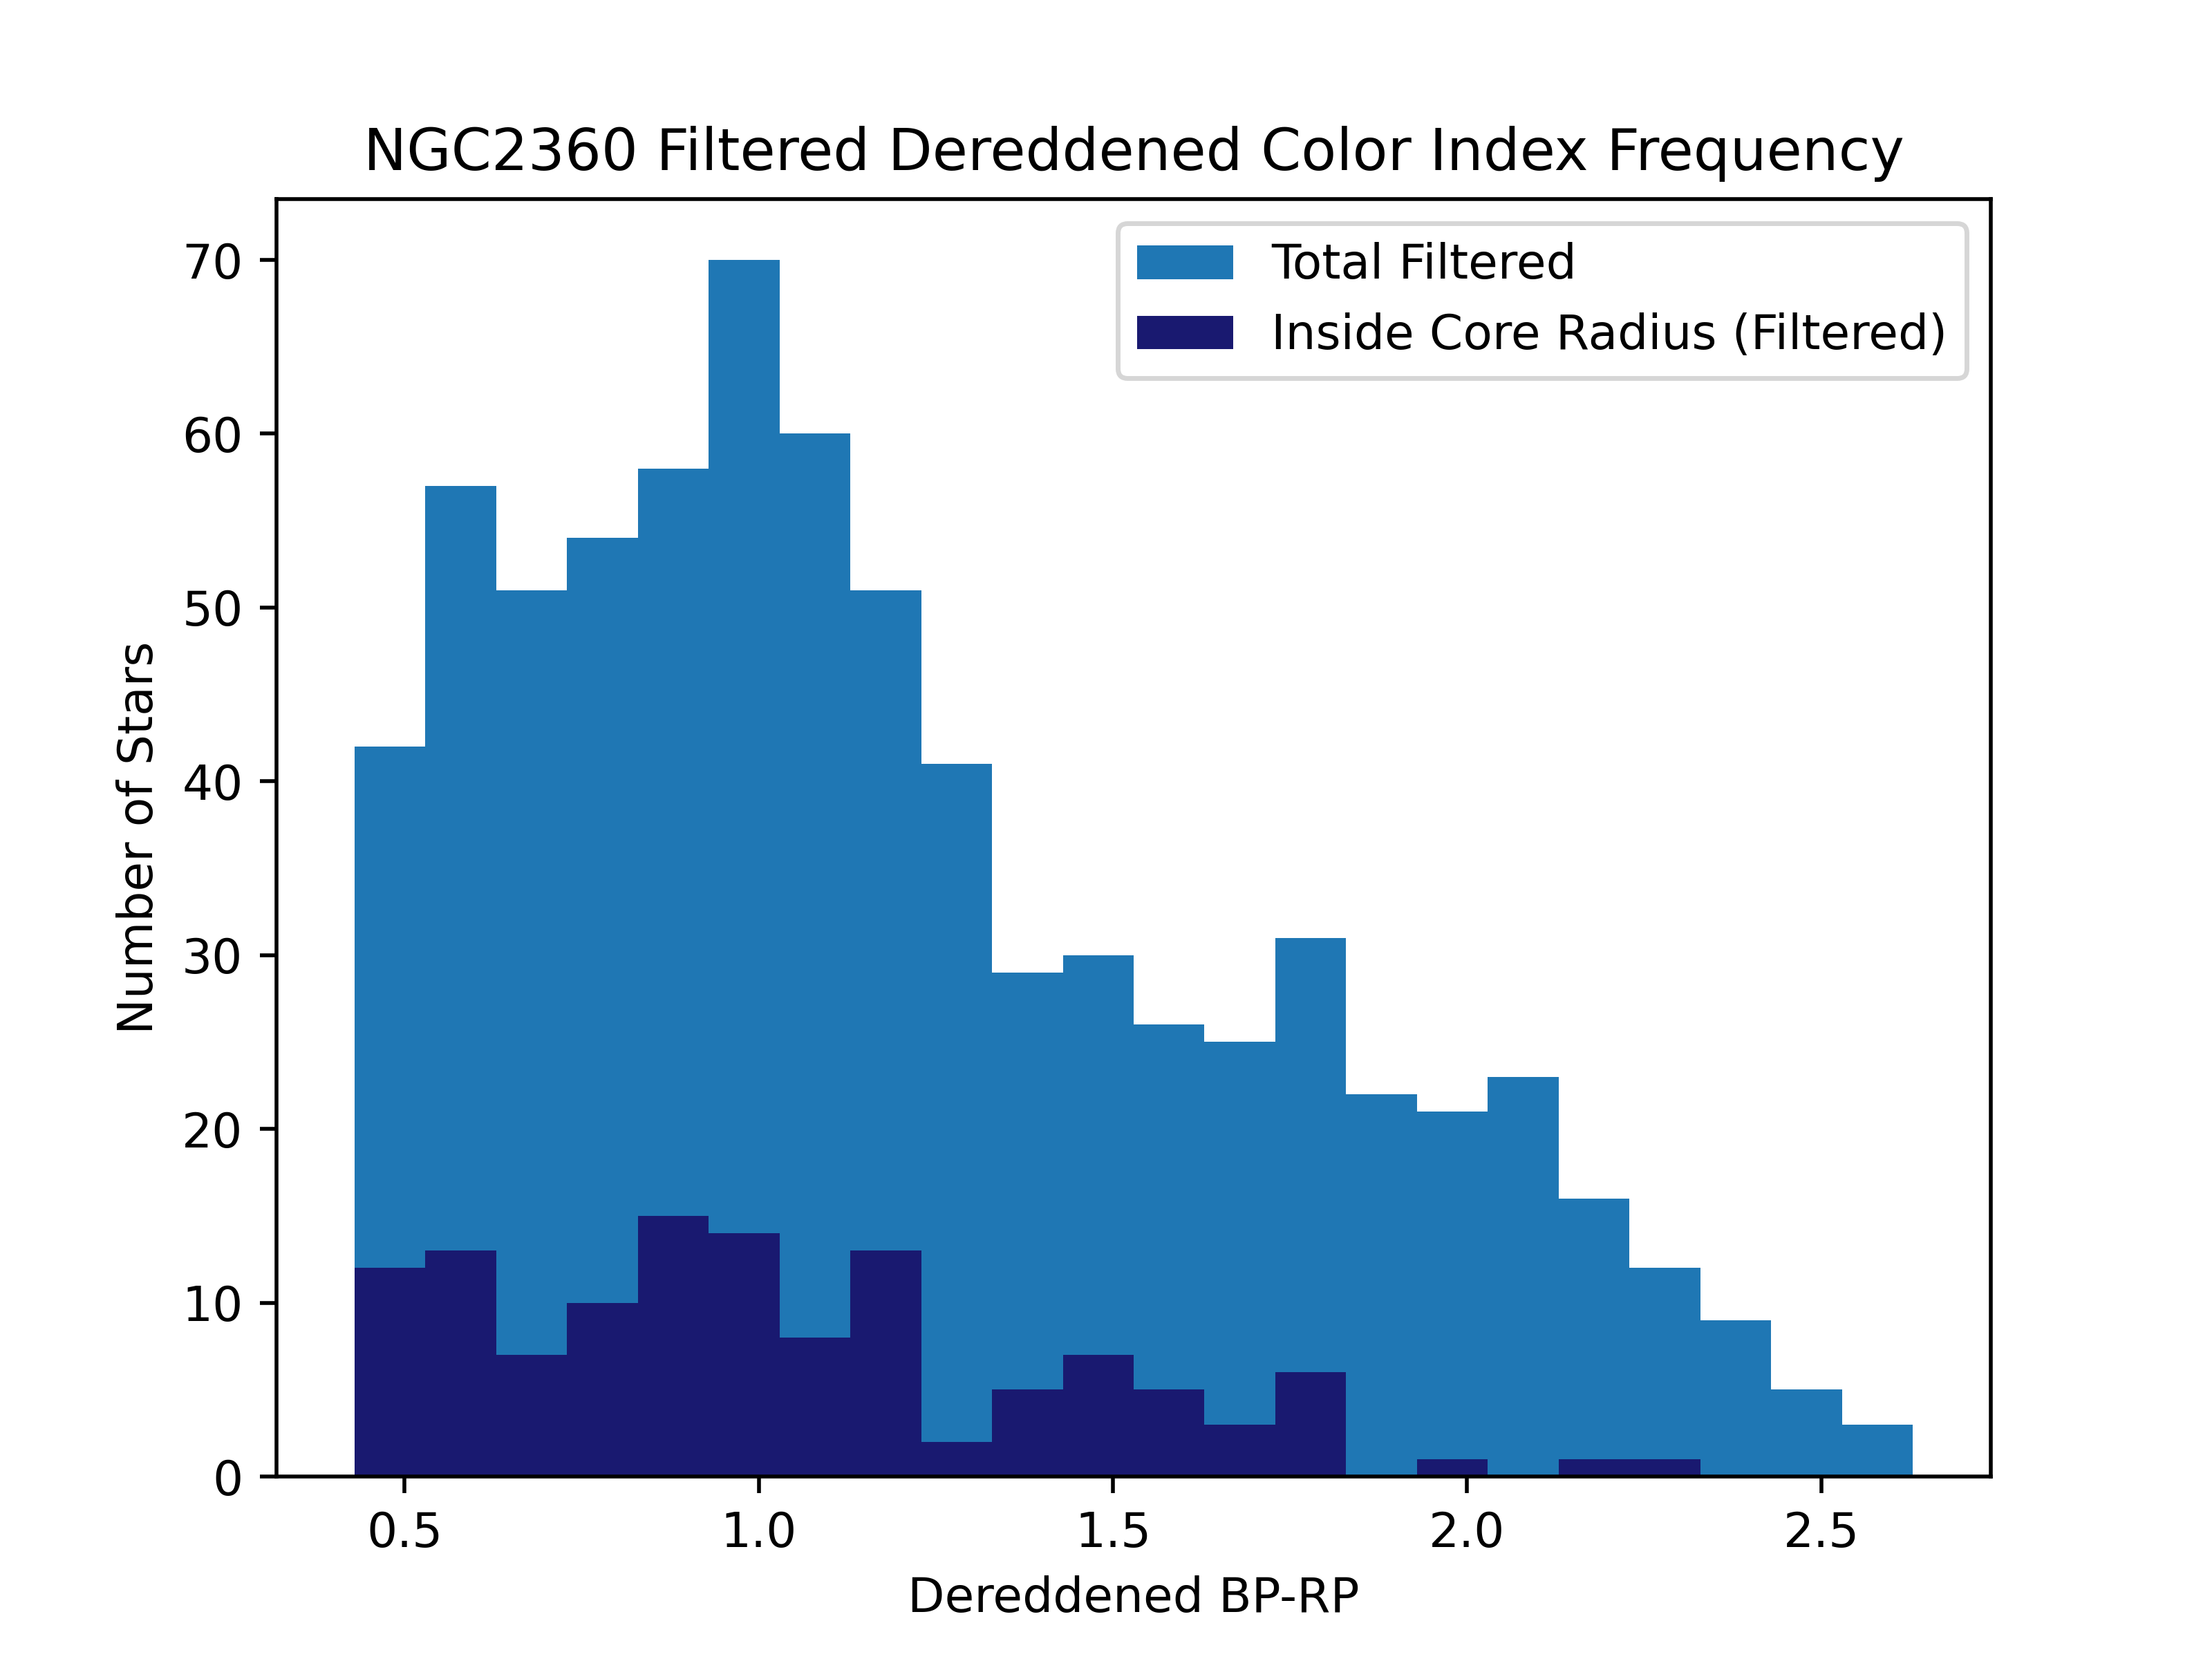 NGC2360 Filtered Dereddened Color Index Frequency
Total Filtered
Inside Core Radius (Filtered)
70
60
50
40
30
20
10
0
Number of Stars
0.5 1.0 1.5 2.0 2.5
Dereddened BP-RP